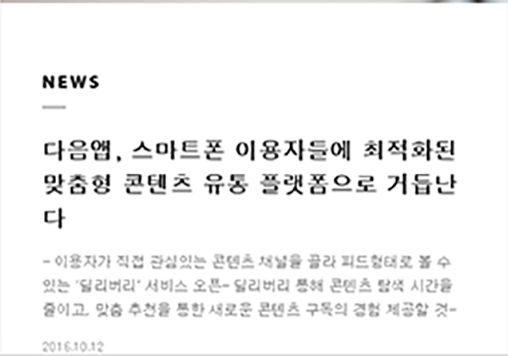 NEWS
다음앱, 스마트폰 이용자들에 최적화된
맞춤형 콘텐츠 유통 플랫폼으로 거듭난
다
- 이용자가 직접 관심있는 콘텐츠 채널을 골라 피드형태로 볼 수
있는 '딜리버리' 서비스 오픈- 딜리버리 통해 콘텐츠 탐색 시간을
줄이고, 맞춤 추천을 통한 새로운 콘텐츠 구독의 경험 제공할 것-
2016.10.12